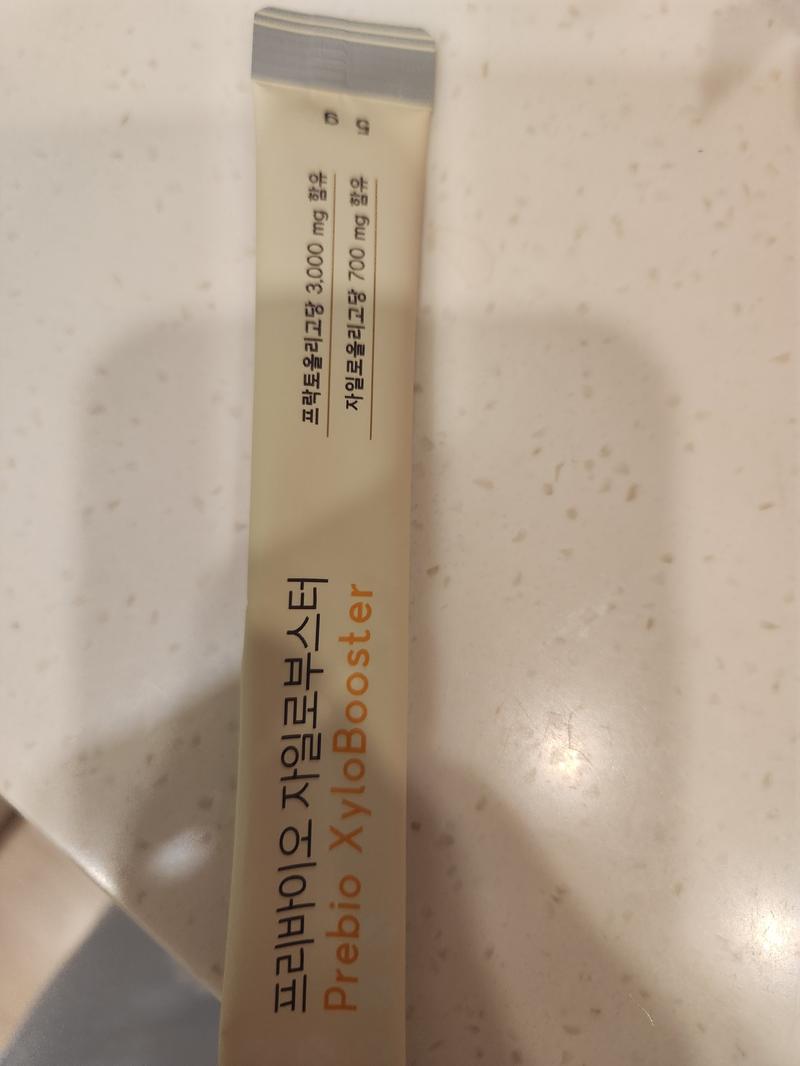 프리바이오 자일로부스터
Prebio XyloBooster
프락토올리고당 3,000 mg 함유
자일로올리고당 700 mg 함유